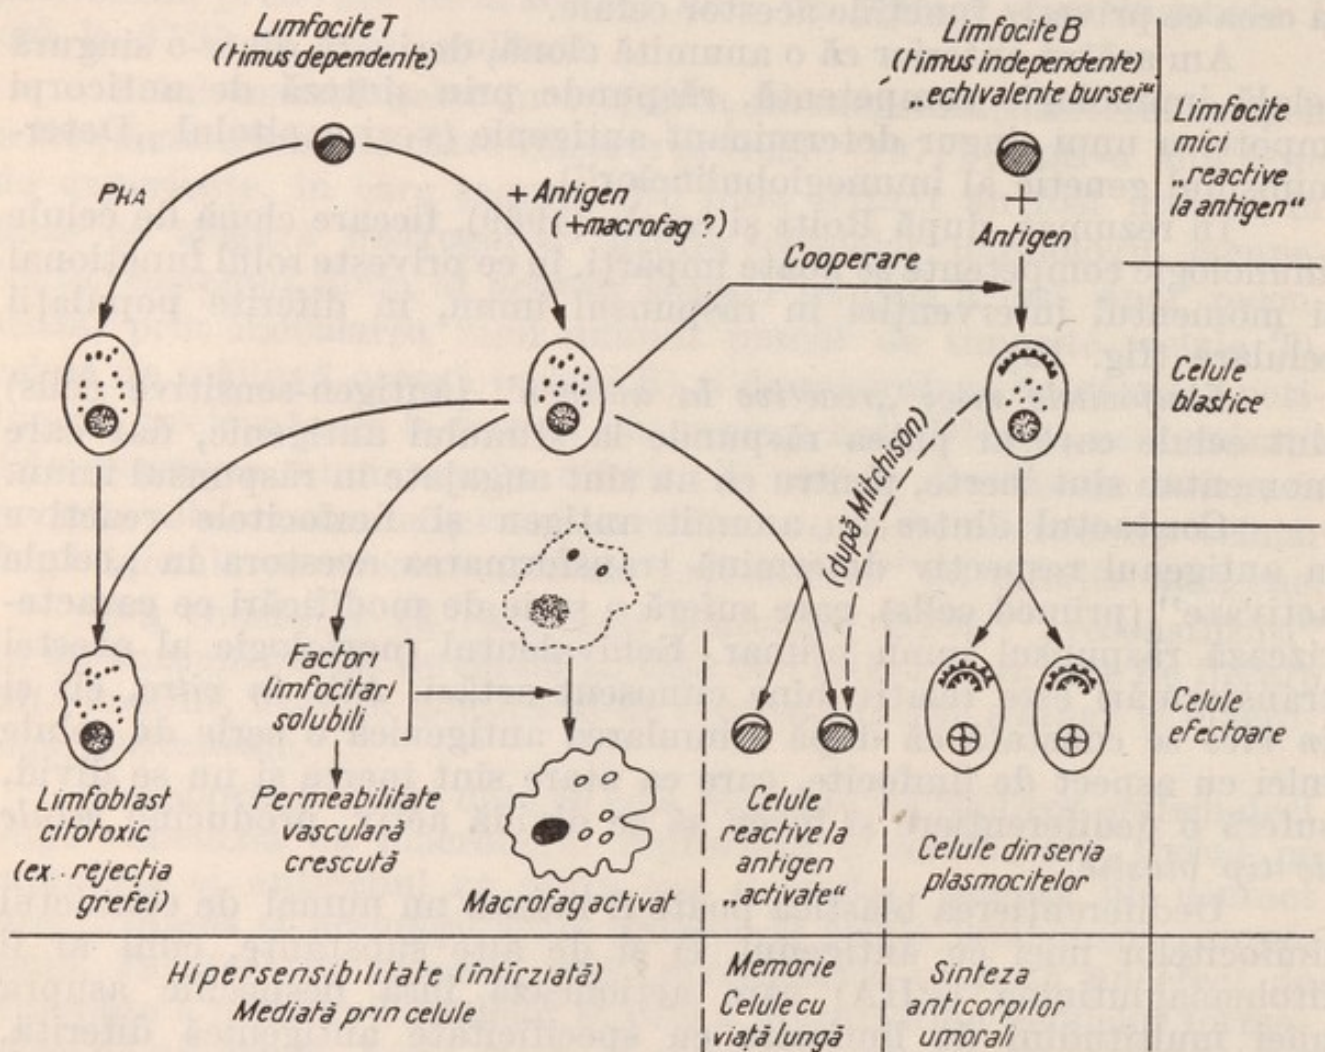 Limfocite T
(timus dependente)
Limfocite B
(timus independente)
„echivalente bursei“
Limfocite
mici
„reactive
la antigen“
PHA
+ Antigen
(+macrofag ?)
+
Antigen
Cooperare
Celule
blastice
(după Mitchison)
Factori
limfocitari
solubili
Celule
efectoare
Limfoblast
citotoxic
(ex. rejecția
grefei)
Permeabilitate
vasculară
crescută
Macrofag activat
Celule
reactive la
antigen
„activate“
Celule din seria
plasmocitelor
Hipersensibilitate (întîrziată)
Mediată prin celule
Memorie
Celule cu
viață lungă
Sinteza
anticorpilor
umorali